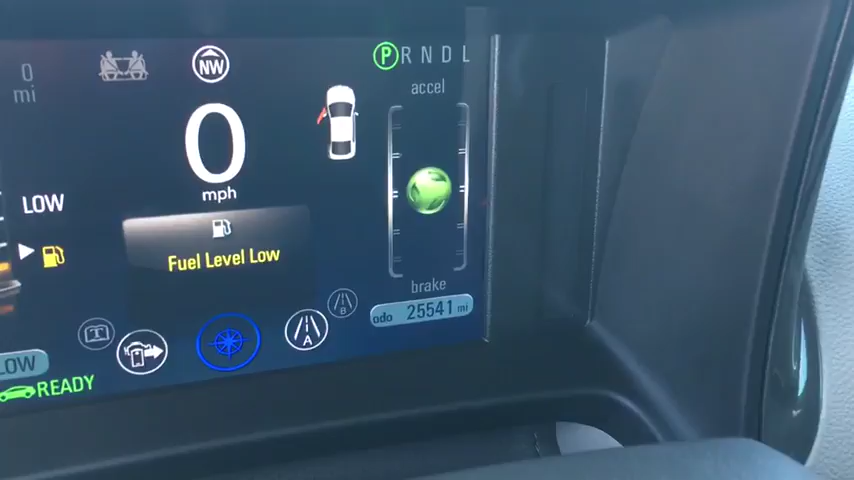 0
mi
NW
P R N D L
accel
0
mph
LOW
Fuel Level Low
brake
odo 25541 mi
B
A
LOW
READY